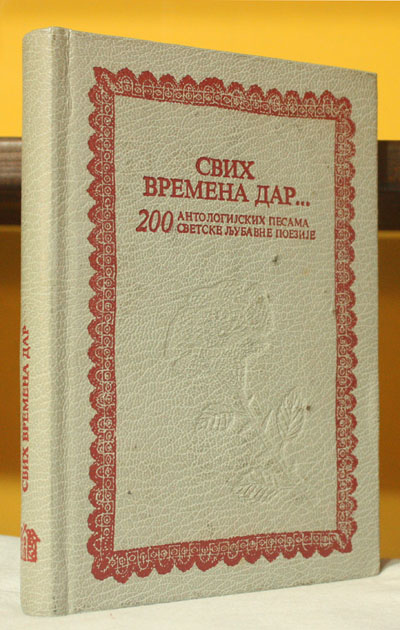 СВИХ
ВРЕМЕНА ДАР...
200 АНТОЛОГИЈСКИХ ПЕСАМА
СВЕТСКЕ ЉУБАВНЕ ПОЕЗИЈЕ
СВИХ ВРЕМЕНА ДАР